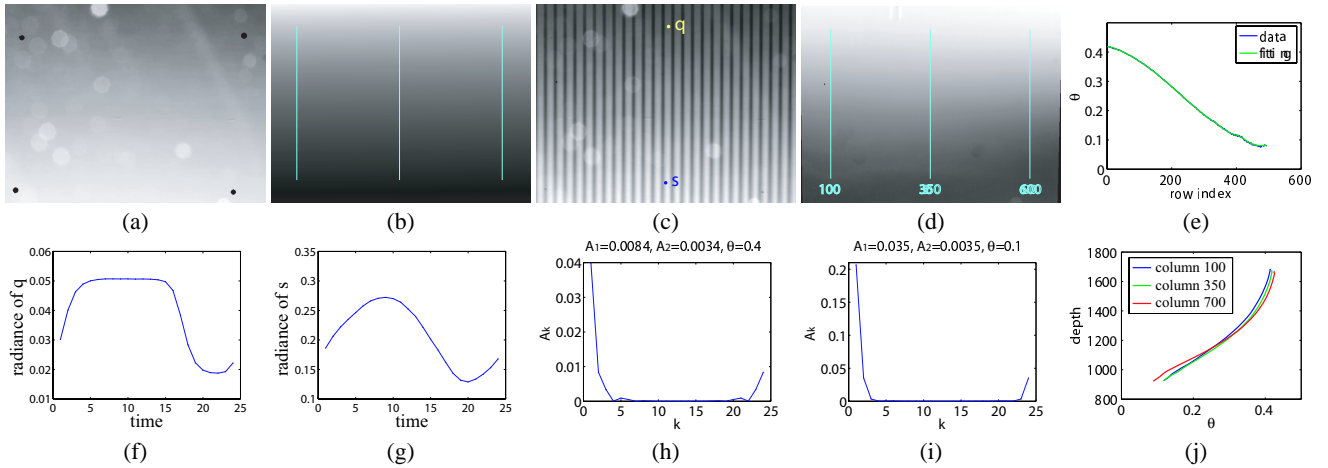 q
s
100
350
600
data
fitting
θ
0.4
0.3
0.2
0.1
0
0 200 400 600
row index
(a)
(b)
(c)
(d)
(e)
radiance of q
0.06
0.05
0.04
0.03
0.02
0.01
0 5 10 15 20 25
time
radiance of s
0.35
0.3
0.25
0.2
0.15
0.1
0 5 10 15 20 25
time
A1=0.0084, A2=0.0034, θ=0.4
Ak
0.04
0.03
0.02
0.01
0
0 5 10 15 20 25
k
A1=0.035, A2=0.0035, θ=0.1
Ak
0.2
0.15
0.1
0.05
0
0 5 10 15 20 25
k
column 100
column 350
column 700
depth
1800
1600
1400
1200
1000
800
0 0.2 0.4
θ
(f)
(g)
(h)
(i)
(j)